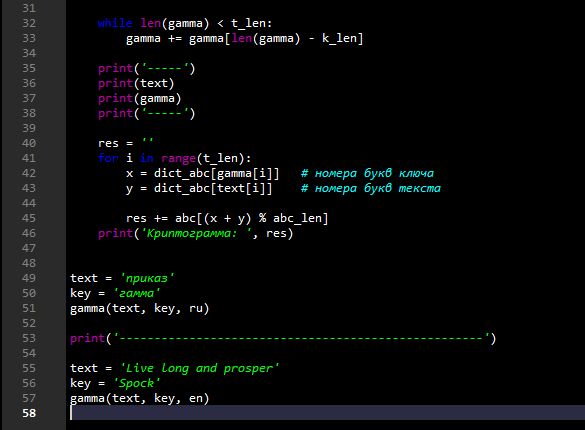 31
32 while len(gamma) < t_len:
33 gamma += gamma[len(gamma) - k_len]
34
35 print('-----')
36 print(text)
37 print(gamma)
38 print('-----')
39
40 res = ''
41 for i in range(t_len):
42 x = dict_abc[gamma[i]] # номера букв ключа
43 y = dict_abc[text[i]] # номера букв текста
44
45 res += abc[(x + y) % abc_len]
46 print('Криптограмма: ', res)
47
48
49 text = 'приказ'
50 key = 'гамма'
51 gamma(text, key, ru)
52
53 print('----------------------------------------------------')
54
55 text = 'Live long and prosper'
56 key = 'Spock'
57 gamma(text, key, en)
58